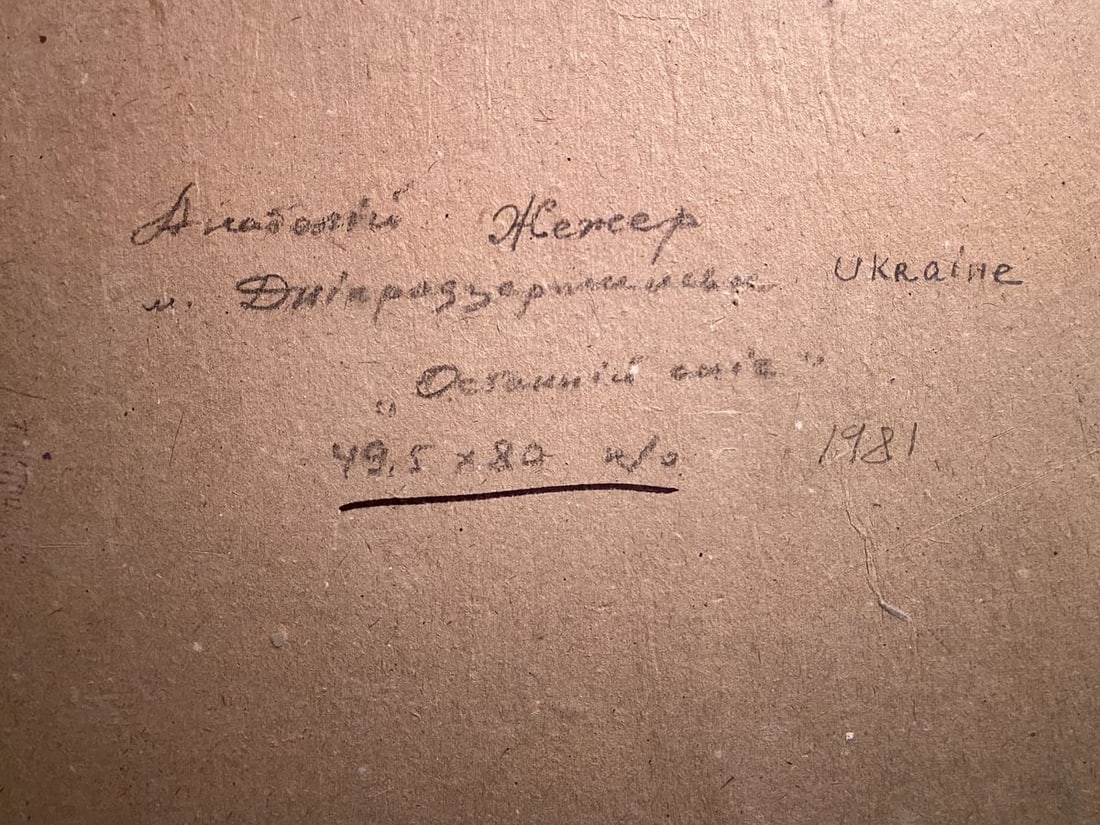 Анатолій Жежер
м. Дніпродзержинськ Ukraine
„Останній сніг”
49,5 х 80 к/о 1981